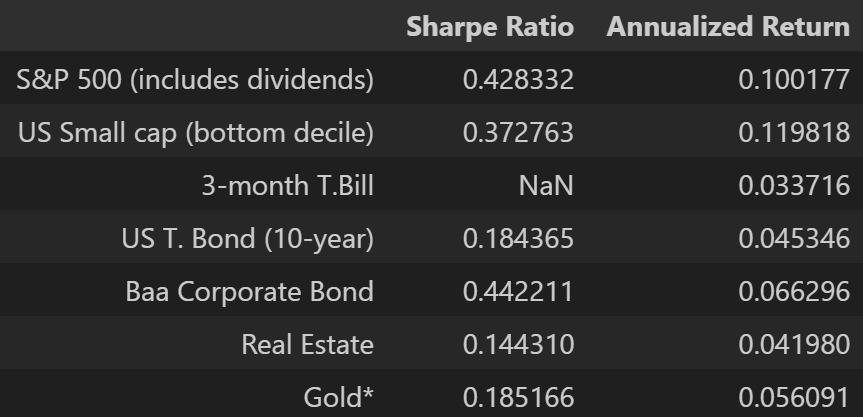 Sharpe Ratio Annualized Return
S&P 500 (includes dividends) 0.428332 0.100177
US Small cap (bottom decile) 0.372763 0.119818
3-month T.Bill NaN 0.033716
US T. Bond (10-year) 0.184365 0.045346
Baa Corporate Bond 0.442211 0.066296
Real Estate 0.144310 0.041980
Gold* 0.185166 0.056091